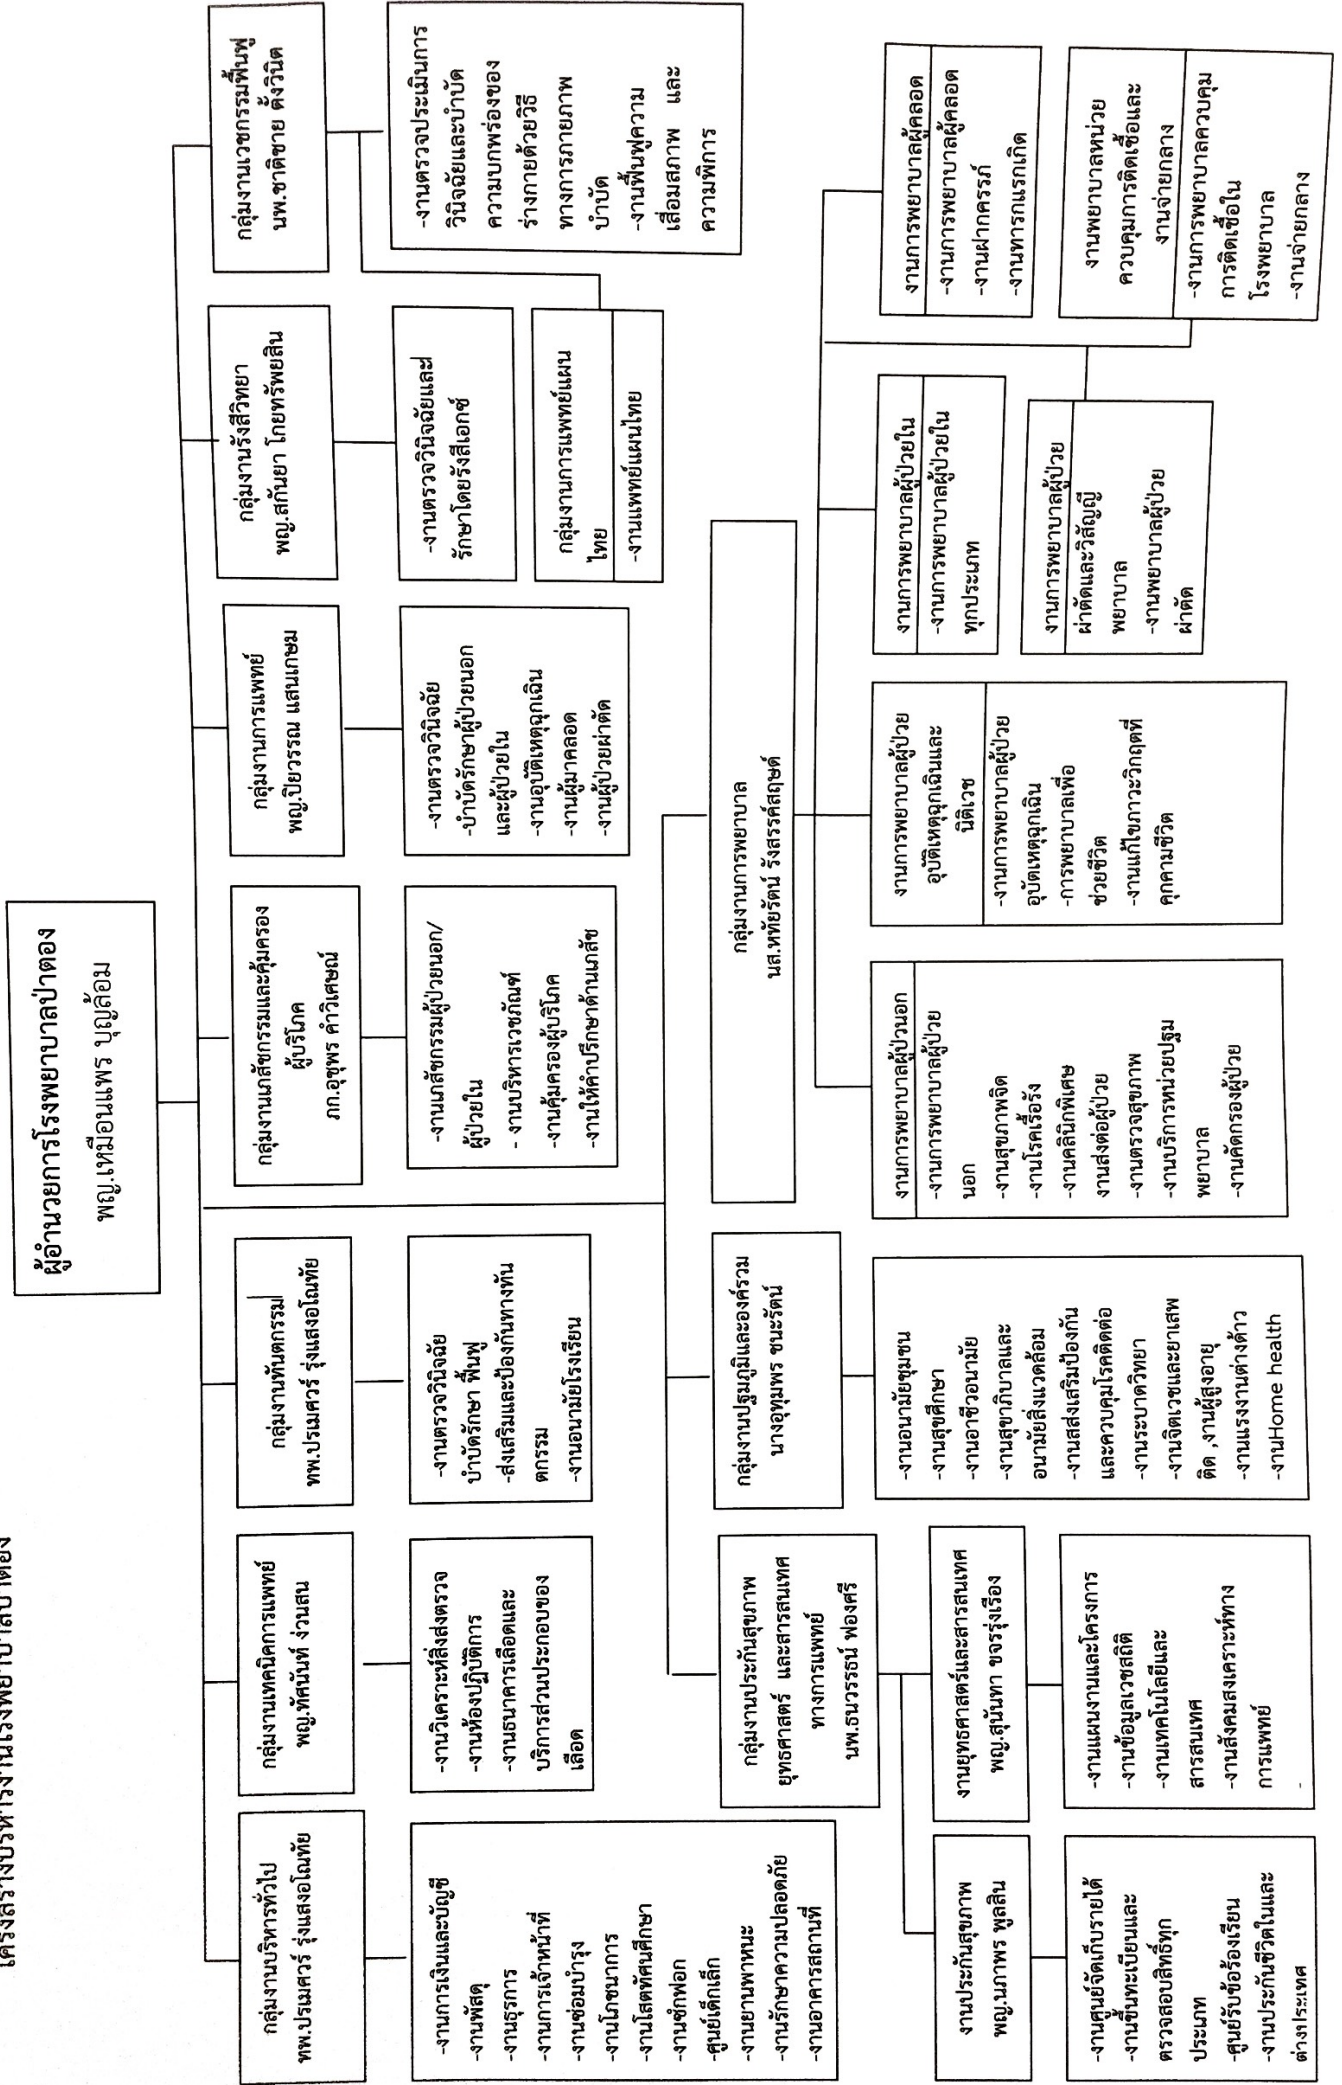 โครงสร้างบริหารงานโรงพยาบาลป่าตอง
ผู้อำนวยการโรงพยาบาลป่าตอง
พญ.เหมือนแพร บุญล้อม
กลุ่มงานบริหารทั่วไป
ทพ.ปรเมศวร์ รุ่งแสงอโณทัย
-งานการเงินและบัญชี
-งานพัสดุ
-งานธุรการ
-งานการเจ้าหน้าที่
-งานซ่อมบำรุง
-งานโภชนาการ
-งานโสตทัศนศึกษา
-งานซักฟอก
-ศูนย์เด็กเล็ก
-งานยานพาหนะ
-งานรักษาความปลอดภัย
-งานอาคารสถานที่
กลุ่มงานเทคนิคการแพทย์
พญ.ทัศนันท์ ง่วนสน
-งานวิเคราะห์สิ่งส่งตรวจ
-งานห้องปฏิบัติการ
-งานธนาคารเลือดและ
บริการส่วนประกอบของ
เลือด
กลุ่มงานทันตกรรม
ทพ.ปรเมศวร์ รุ่งแสงอโณทัย
-งานตรวจวินิจฉัย
บำบัดรักษา ฟื้นฟู
-ส่งเสริมและป้องกันทางทัน
ตกรรม
-งานอนามัยโรงเรียน
กลุ่มงานเภสัชกรรมและคุ้มครอง
ผู้บริโภค
ภก.อุชุพร คำวิเศษณ์
-งานเภสัชกรรมผู้ป่วยนอก/
ผู้ป่วยใน
- งานบริหารเวชภัณฑ์
-งานคุ้มครองผู้บริโภค
-งานให้คำปรึกษาด้านเภสัช
กลุ่มงานการแพทย์
พญ.ปิยวรรณ แสนเกษม
-งานตรวจวินิจฉัย
-บำบัดรักษาผู้ป่วยนอก
และผู้ป่วยใน
-งานอุบัติเหตุฉุกเฉิน
-งานผู้มาคลอด
-งานผู้ป่วยผ่าตัด
กลุ่มงานรังสีวิทยา
พญ.สกันยา โกยทรัพยสิน
-งานตรวจวินิจฉัยและ
รักษาโดยรังสีเอกซ์
กลุ่มงานการแพทย์แผน
ไทย
-งานแพทย์แผนไทย
กลุ่มงานเวชกรรมฟื้นฟู
นพ.ชาติชาย ตั้งวินิต
-งานตรวจประเมินการ
วินิจฉัยและบำบัด
ความบกพร่องของ
ร่างกายด้วยวิธี
ทางการภายภาพ
บำบัด
-งานฟื้นฟูความ
เสื่อมสภาพ และ
ความพิการ
กลุ่มงานประกันสุขภาพ
ยุทธศาสตร์ และสารสนเทศ
ทางการแพทย์
นพ.ธนวรรธน์ ฟองศรี
งานประกันสุขภาพ
พญ.นภาพร พูลสิน
-งานศูนย์จัดเก็บรายได้
-งานขึ้นทะเบียนและ
ตรวจสอบสิทธิ์ทุก
ประเภท
-ศูนย์รับข้อร้องเรียน
-งานประกันชีวิตในและ
ต่างประเทศ
งานยุทธศาสตร์และสารสนเทศ
พญ.สุนันทา ขจรรุ่งเรือง
-งานแผนงานและโครงการ
-งานข้อมูลเวชสถิติ
-งานเทคโนโลยีและ
สารสนเทศ
-งานสังคมสงเคราะห์ทาง
การแพทย์
-
กลุ่มงานปฐมภูมิและองค์รวม
นางอุทุมพร ชนะรัตน์
-งานอนามัยชุมชน
-งานสุขศึกษา
-งานอาชีวอนามัย
-งานสุขาภิบาลและ
อนามัยสิ่งแวดล้อม
-งานสส่งเสริมป้องกัน
และควบคุมโรคติดต่อ
-งานระบาดวิทยา
-งานจิตเวชและยาเสพ
ติด ,งานผู้สูงอายุ
-งานแรงงานต่างด้าว
-งานHome health
กลุ่มงานการพยาบาล
นส.หทัยรัตน์ รังสรรค์สฤษดิ์
งานการพยาบาลผู้ป่วนอก
-งานการพยาบาลผู้ป่วย
นอก
-งานสุขภาพจิต
-งานโรคเรื้อรัง
-งานคลินิกพิเศษ
งานส่งต่อผู้ป่วย
-งานตรวจสุขภาพ
-งานบริการหน่วยปฐม
พยาบาล
-งานคัดกรองผู้ป่วย
งานการพยาบาลผู้ป่วย
อุบัติเหตุฉุกเฉินและ
นิติเวช
-งานการพยาบาลผู้ป่วย
อุบัติเหตุฉุกเฉิน
-การพยาบาลเพื่อ
ช่วยชีวิต
-งานแก้ไขภาวะวิกฤตที่
คุกคามชีวิต
งานการพยาบาลผู้ป่วยใน
-งานการพยาบาลผู้ป่วยใน
ทุกประเภท
งานการพยาบาลผู้ป่วย
ผ่าตัดและวิสัญญี
พยาบาล
-งานพยาบาลผู้ป่วย
ผ่าตัด
งานการพยาบาลผู้คลอด
-งานการพยาบาลผู้คลอด
-งานฝากครรภ์
-งานทารกแรกเกิด
งานพยาบาลหน่วย
ควบคุมการติดเชื้อและ
งานจ่ายกลาง
-งานการพยาบาลควบคุม
การติดเชื้อใน
โรงพยาบาล
-งานจ่ายกลาง